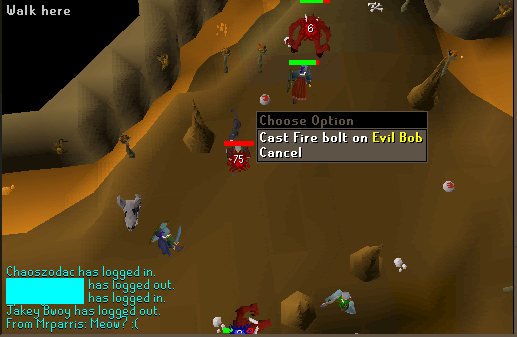 Walk here
6
Choose Option
Cast Fire bolt on Evil Bob
Cancel
75
Chaoszodac has logged in.
has logged out.
has logged in.
Jakey Bwoy has logged out.
From Mrparris: Meow? :(